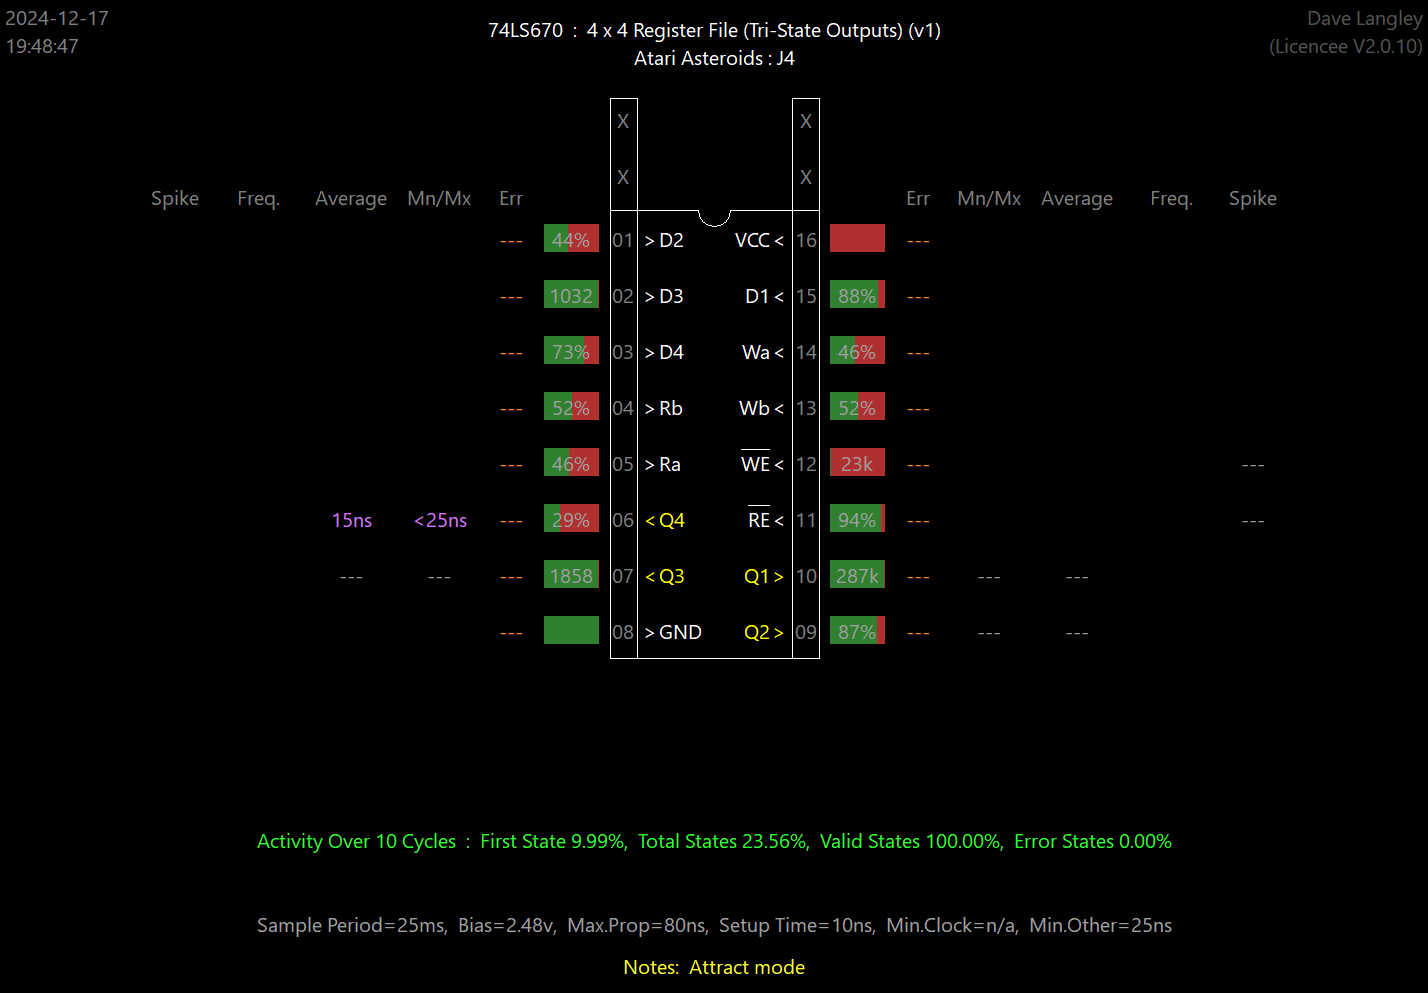 2024-12-17 74LS670 : 4 x 4 Register File (Tri-State Outputs) (v1) Dave Langley
19:48:47 Atari Asteroids : J4 (Licencee V2.0.10)
X X
X X
Spike Freq. Average Mn/Mx Err Err Mn/Mx Average Freq. Spike
--- 44% 01 > D2 VCC < 16 ---
--- 1032 02 > D3 D1 < 15 88% ---
--- 73% 03 > D4 Wa < 14 46% ---
--- 52% 04 > Rb Wb < 13 52% ---
--- 46% 05 > Ra WE < 12 23k --- ---
15ns <25ns --- 29% 06 < Q4 RE < 11 94% --- ---
--- --- --- 1858 07 < Q3 Q1 > 10 287k --- --- ---
--- 08 > GND Q2 > 09 87% --- --- ---
Activity Over 10 Cycles : First State 9.99%, Total States 23.56%, Valid States 100.00%, Error States 0.00%
Sample Period=25ms, Bias=2.48v, Max.Prop=80ns, Setup Time=10ns, Min.Clock=n/a, Min.Other=25ns
Notes: Attract mode